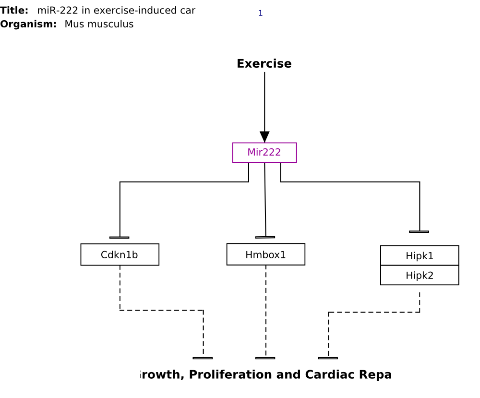 Title: miR-222 in exercise-induced car
1
Organism: Mus musculus
Exercise
Mir222
Cdkn1b
Hmbox1
Hipk1
Hipk2
rowth, Proliferation and Cardiac Repa